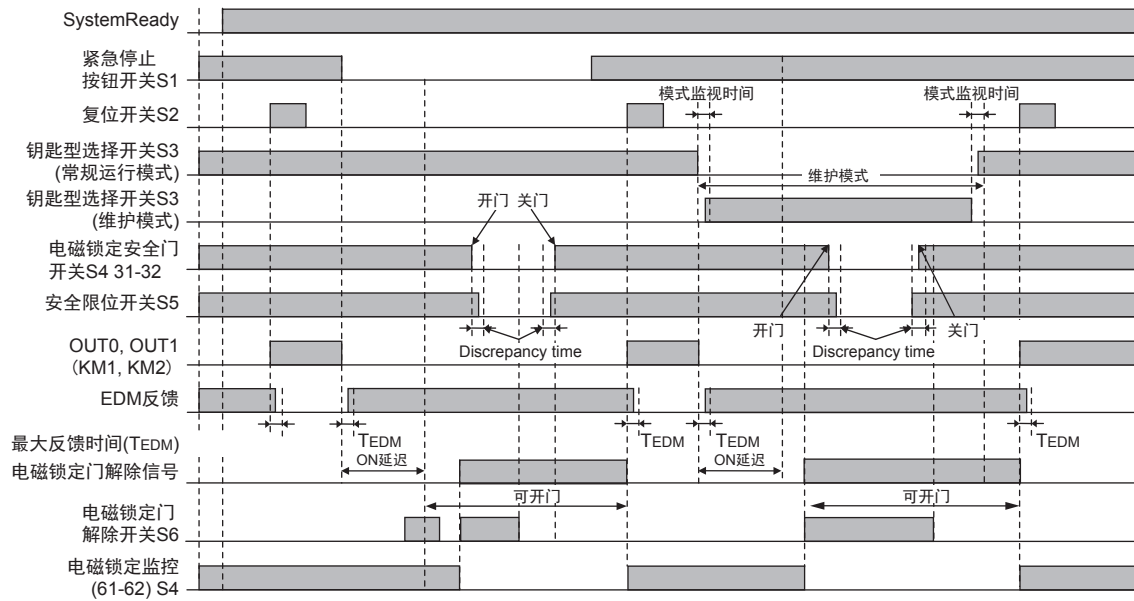 SystemReady
紧急停止
按钮开关S1
模式监视时间
模式监视时间
复位开关S2
钥匙型选择开关S3
(常规运行模式)
维护模式
钥匙型选择开关S3
(维护模式)
开门 关门
电磁锁定安全门
开关S4 31-32
安全限位开关S5
开门
关门
Discrepancy time
Discrepancy time
OUT0, OUT1
(KM1, KM2)
EDM反馈
最大反馈时间(TEDM)
TEDM
TEDM
TEDM
TEDM
ON延迟
ON延迟
电磁锁定门解除信号
可开门
可开门
电磁锁定门
解除开关S6
电磁锁定监控
(61-62) S4